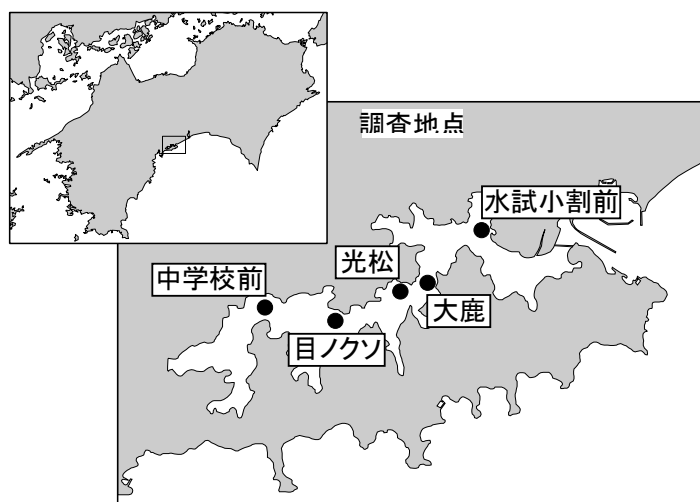 調査地点
水試小割前
光松
中学校前
大鹿
目ノクソ